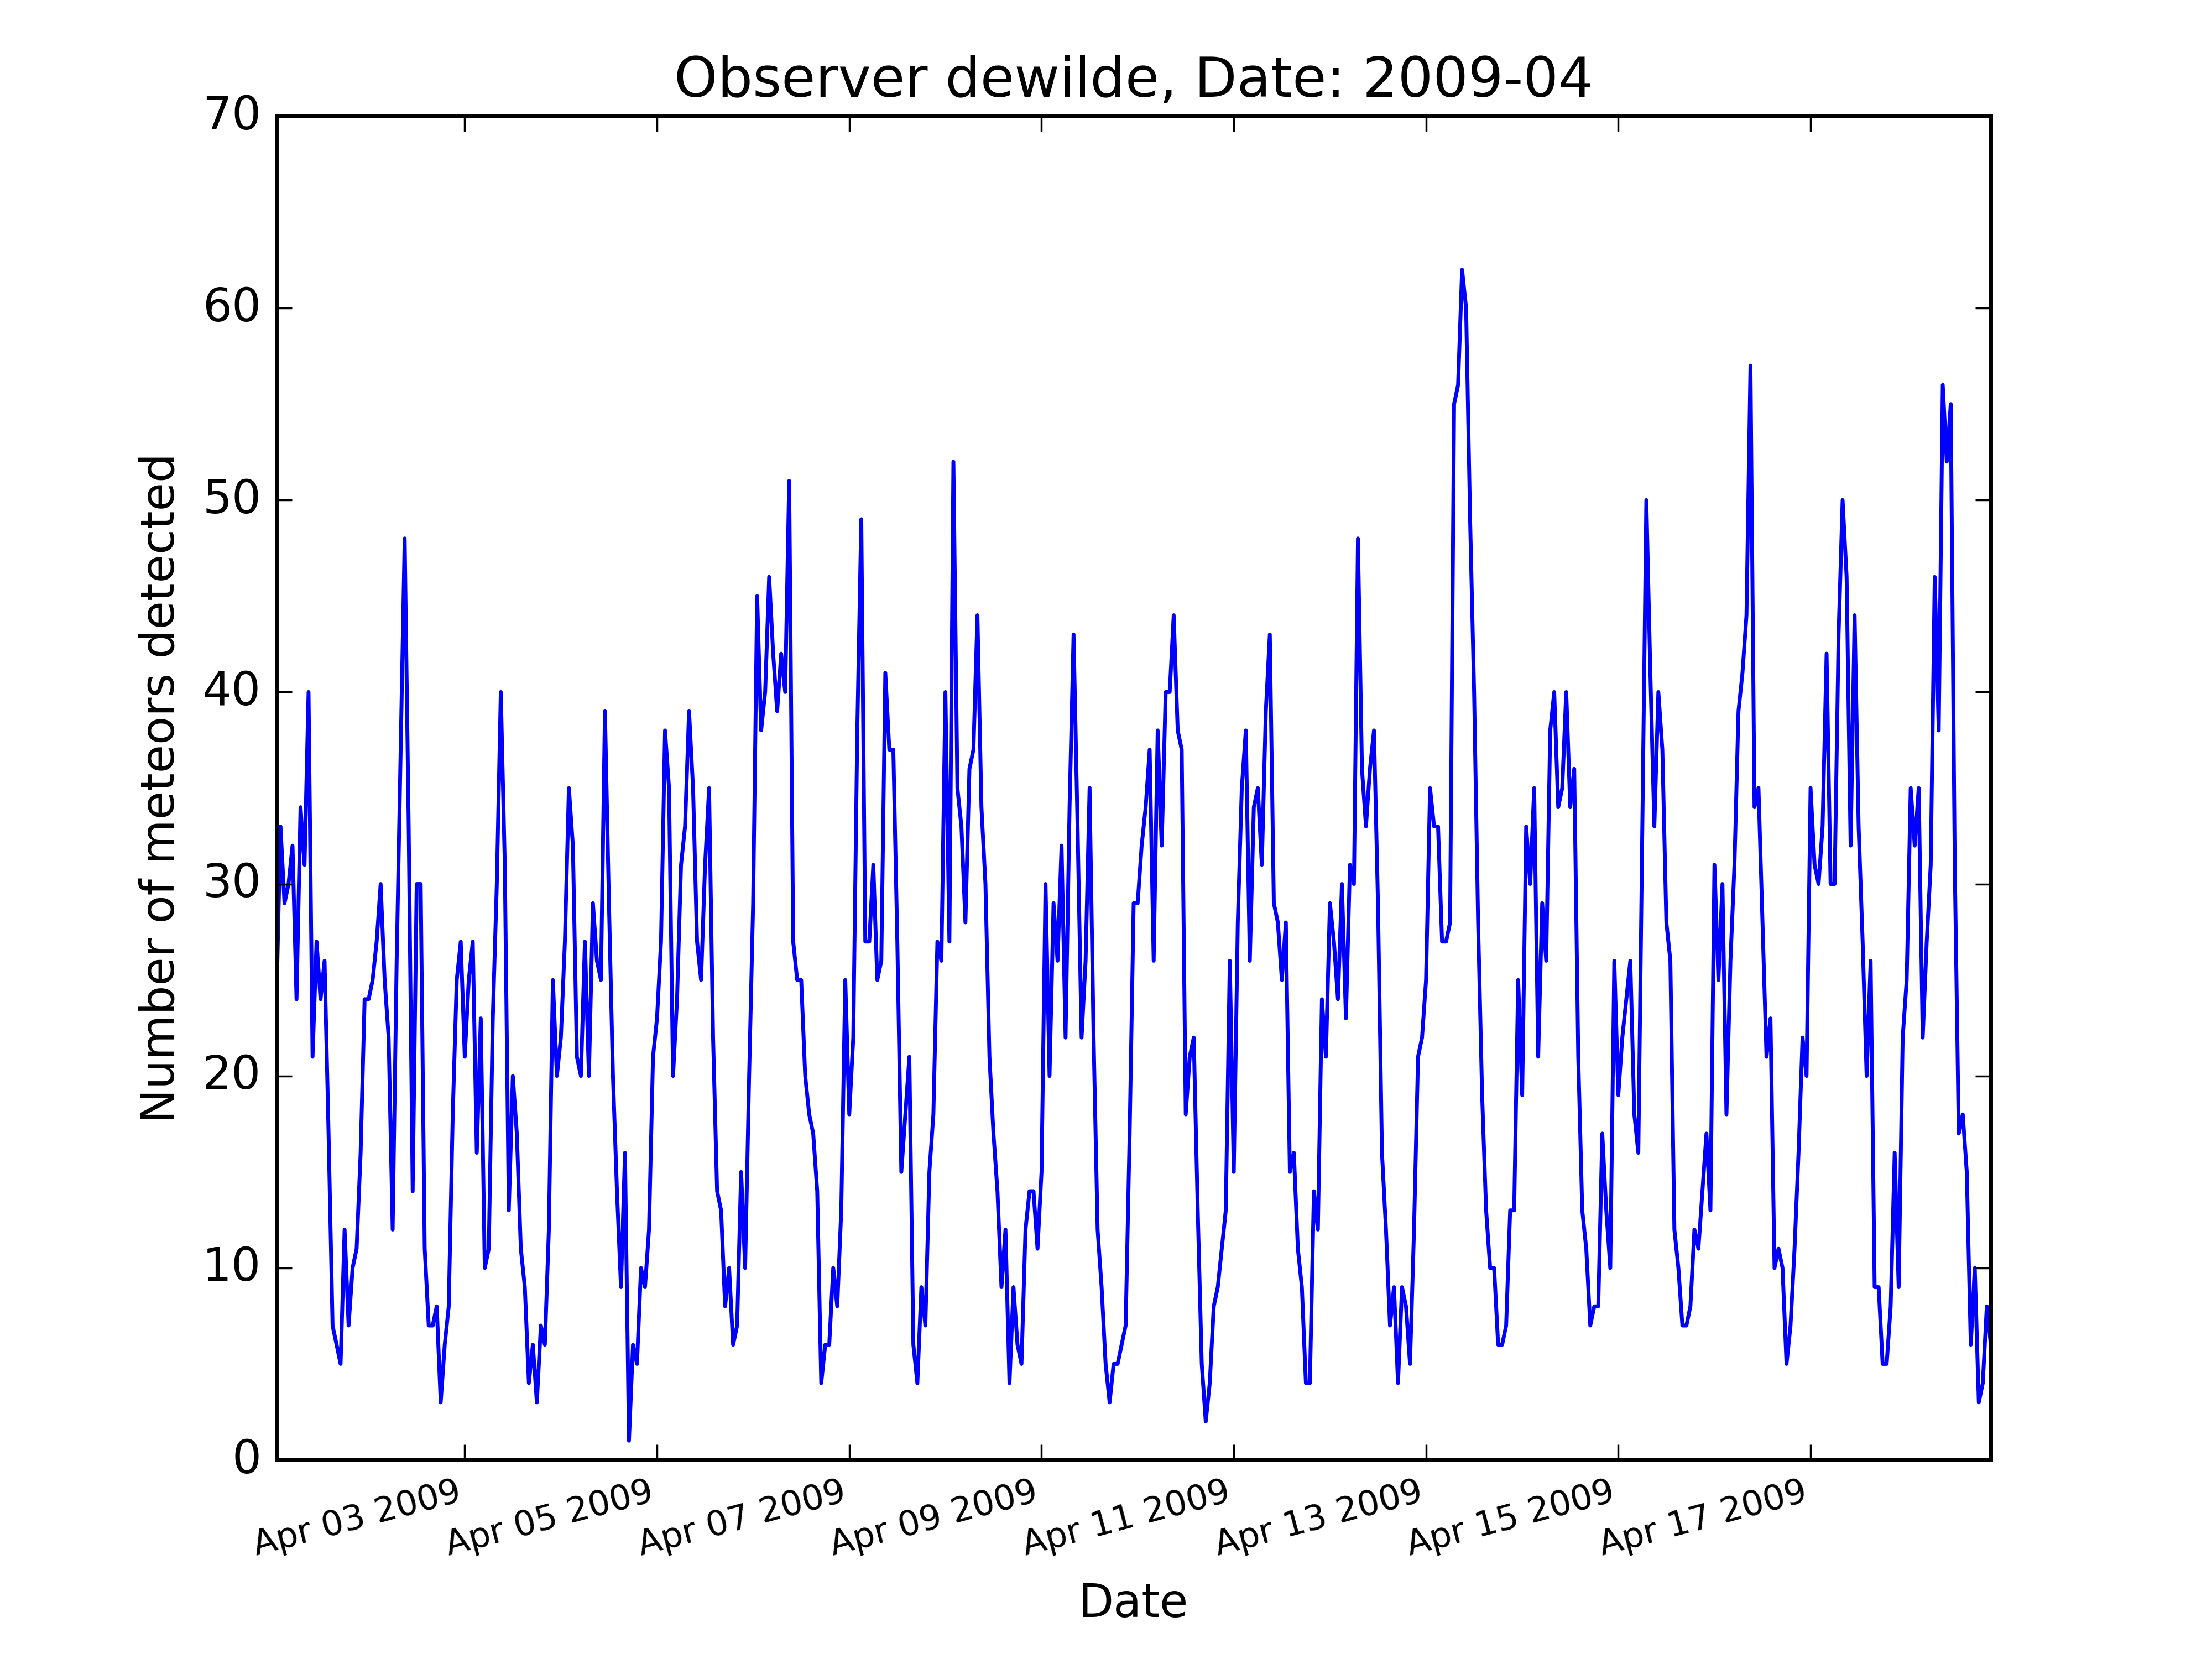 Observer dewilde, Date: 2009-04
70
60
50
40
30
20
10
0
Number of meteors detected
Apr 03 2009
Apr 05 2009
Apr 07 2009
Apr 09 2009
Apr 11 2009
Apr 13 2009
Apr 15 2009
Apr 17 2009
Date